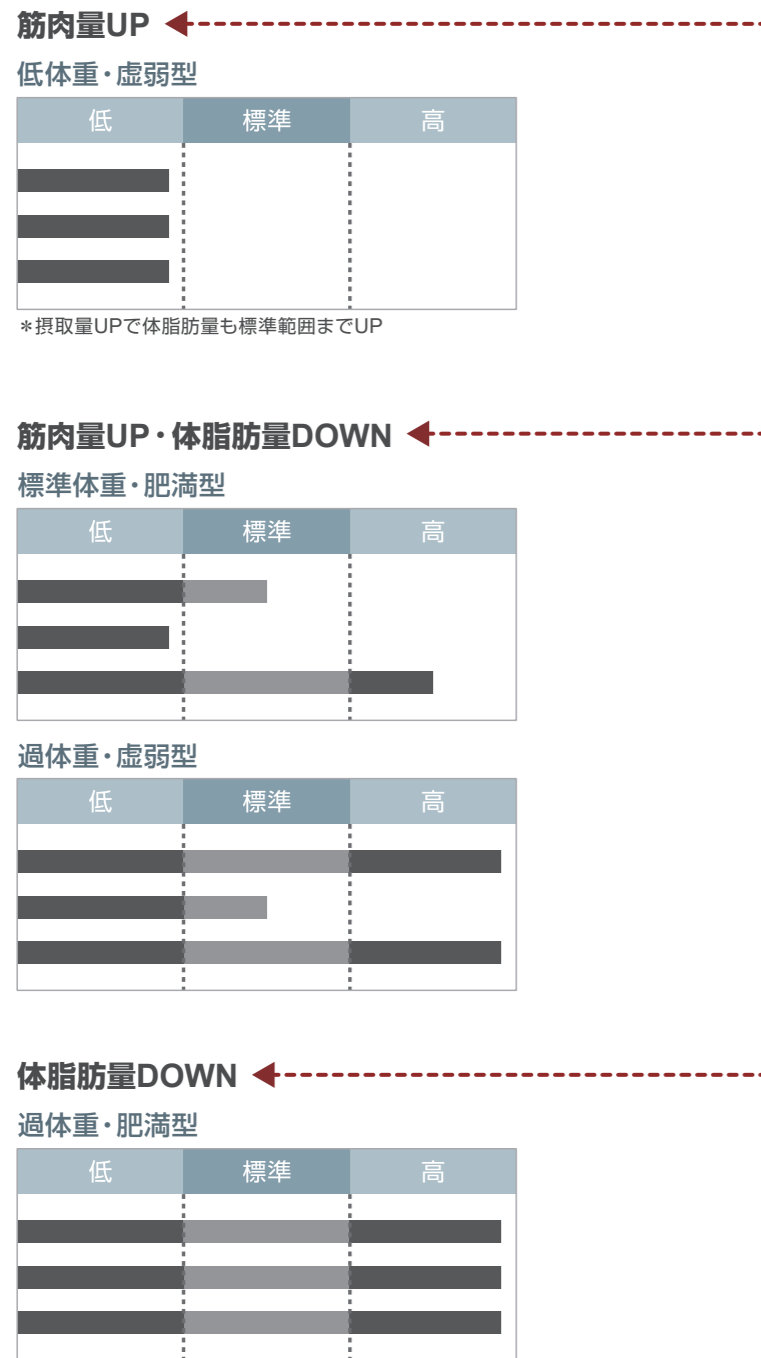 筋肉量UP
低体重・虚弱型
低 標準 高
*摂取量UPで体脂肪量も標準範囲までUP
筋肉量UP・体脂肪量DOWN
標準体重・肥満型
低 標準 高
過体重・虚弱型
低 標準 高
体脂肪量DOWN
過体重・肥満型
低 標準 高